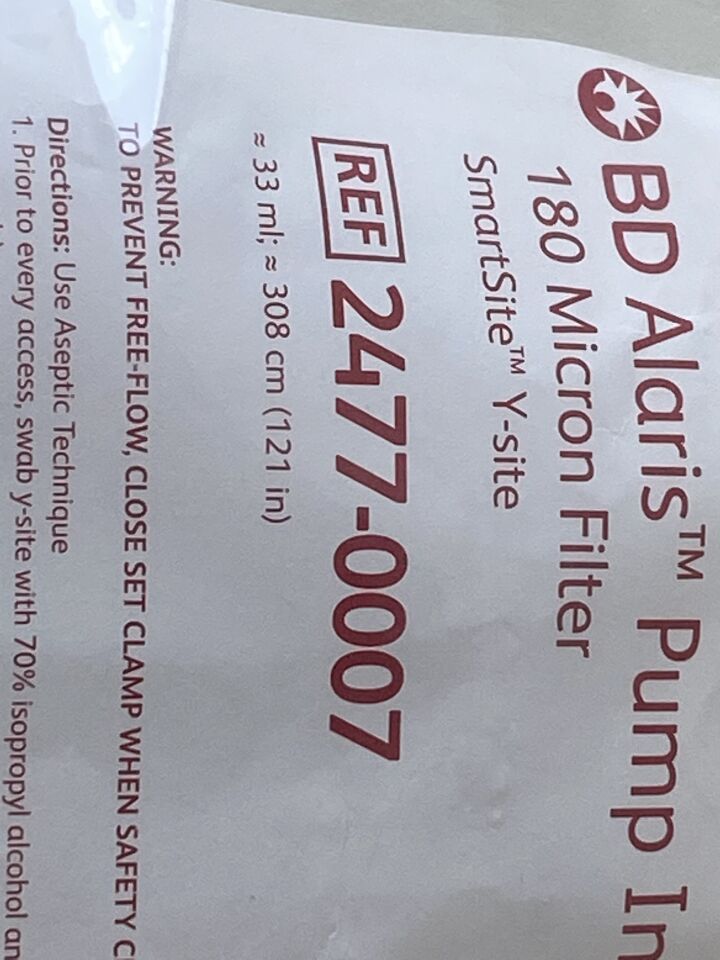 BD Alaris™ Pump In
180 Micron Filter
SmartSite™ Y-site
REF 2477-0007
≈ 33 ml; ≈ 308 cm (121 in)
WARNING:
TO PREVENT FREE-FLOW, CLOSE SET CLAMP WHEN SAFETY C
Directions: Use Aseptic Technique
1. Prior to every access, swab y-site with 70% isopropyl alcohol an